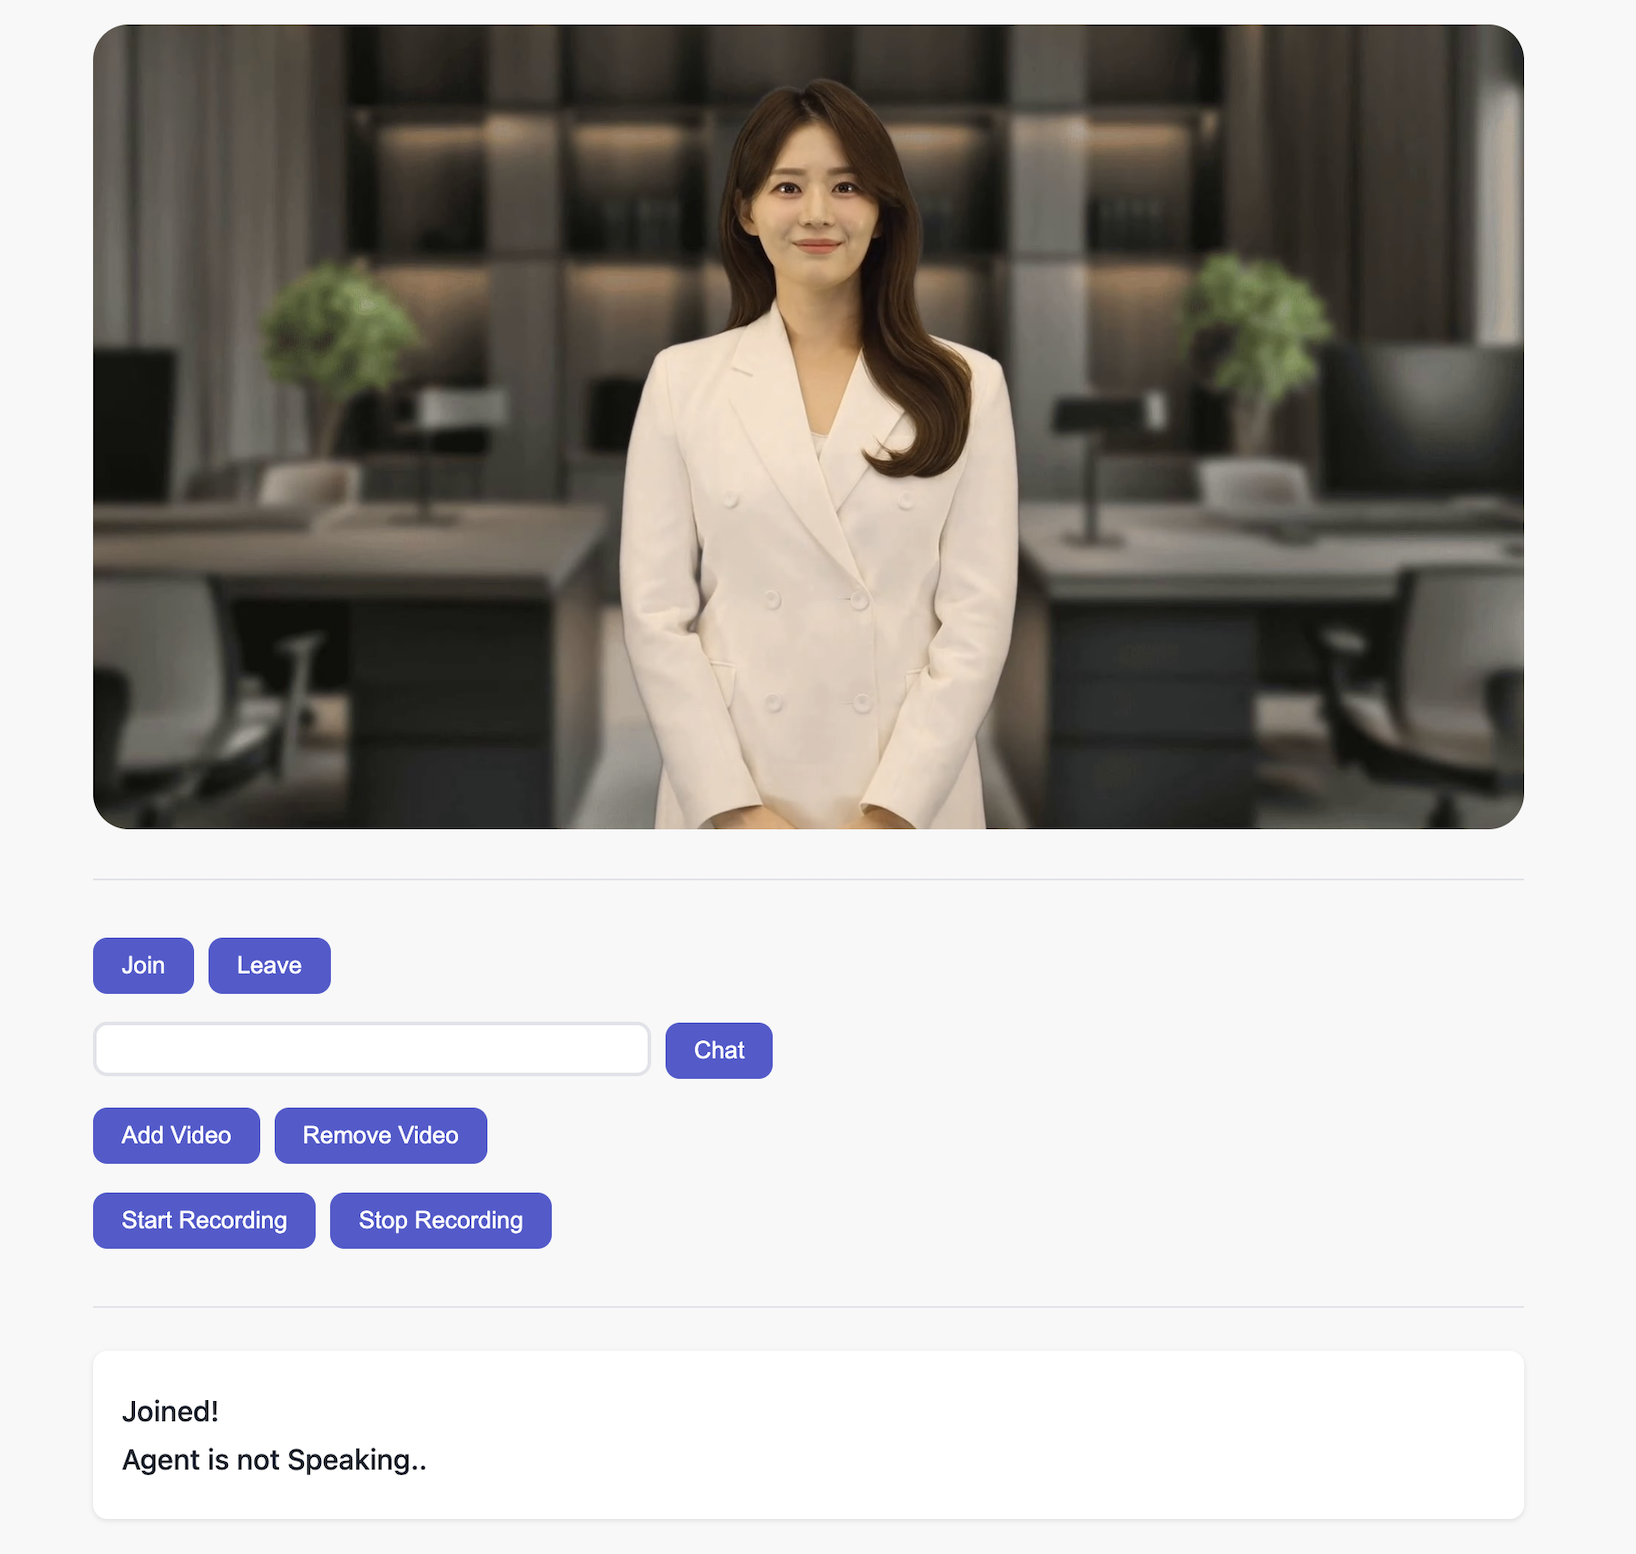 Join Leave
Chat
Add Video Remove Video
Start Recording Stop Recording
Joined!
Agent is not Speaking..